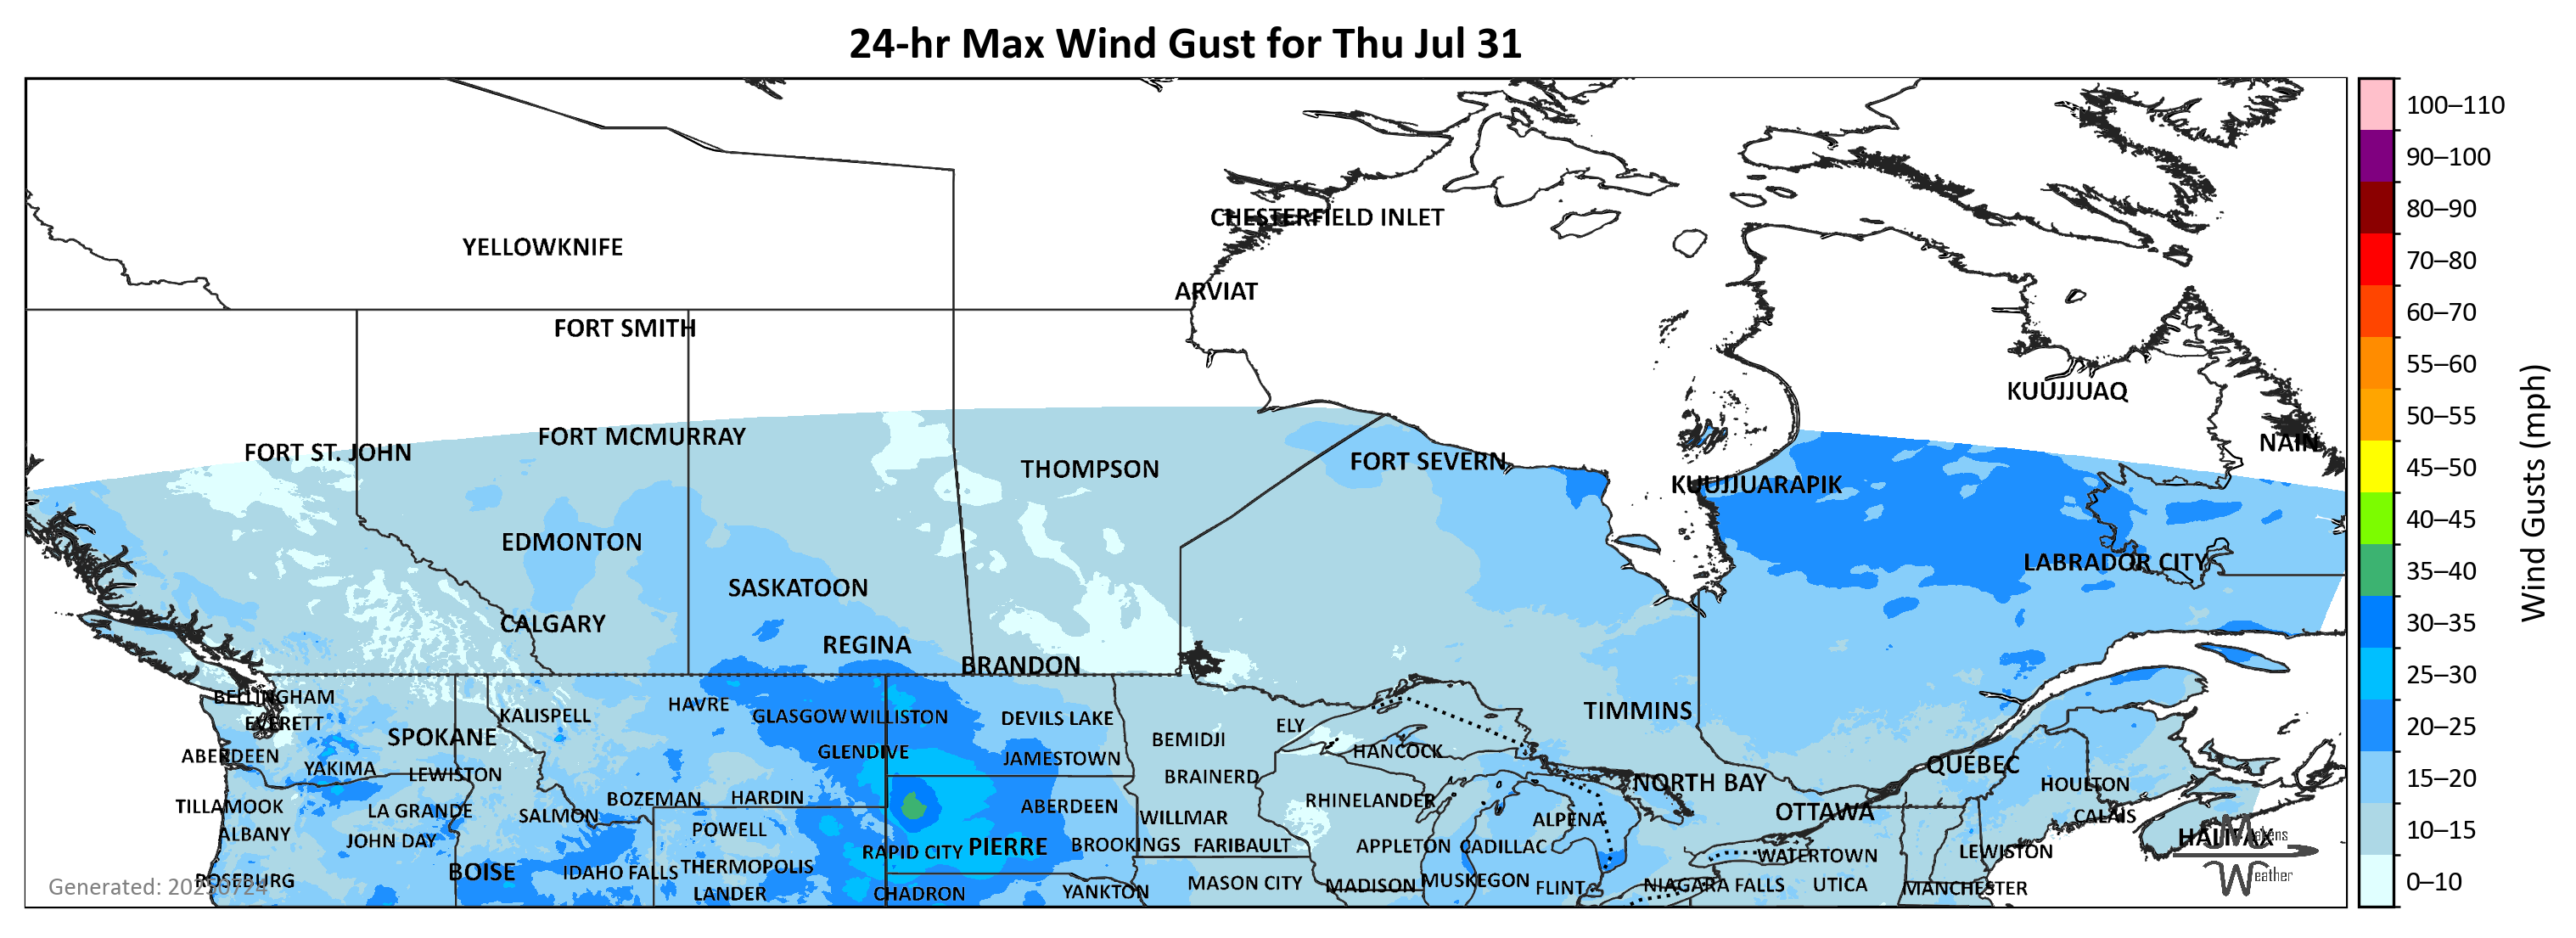 24-hr Max Wind Gust for Thu Jul 31
100–110
90–100
80–90
CHESTERFIELD INLET
YELLOWKNIFE
70–80
ARVIAT
60–70
FORT SMITH
55–60
KUUJJUAQ
50–55
FORT MCMURRAY
NAIN
FORT ST. JOHN
FORT SEVERN
THOMPSON
45–50
KUUJJUARAPIK
Wind Gusts (mph)
40–45
EDMONTON
LABRADOR CITY
35–40
SASKATOON
CALGARY
30–35
REGINA
BRANDON
25–30
BELLINGHAM
HAVRE
TIMMINS
KALISPELL
GLASGOW
WILLISTON
DEVILS LAKE
EVERETT
ELY
20–25
SPOKANE
BEMIDJI
GLENDIVE
HANCOCK
ABERDEEN
JAMESTOWN
QUEBEC
YAKIMA
LEWISTON
BRAINERD
15–20
NORTH BAY
HOULTON
BOZEMAN
HARDIN
RHINELANDER
TILLAMOOK
LA GRANDE
ABERDEEN
OTTAWA
SALMON
WILLMAR
CALAIS
ALPENA
10–15
POWELL
ALBANY
HALIFAX
Makens
JOHN DAY
PIERRE
BROOKINGS
FARIBAULT
APPLETON
CADILLAC
RAPID CITY
LEWISTON
WATERTOWN
THERMOPOLIS
BOISE
IDAHO FALLS
Weather
ROSEBURG
MUSKEGON
0–10
MASON CITY
MADISON
NIAGARA FALLS
UTICA
Generated: 20250724
FLINT
MANCHESTER
LANDER
CHADRON
YANKTON